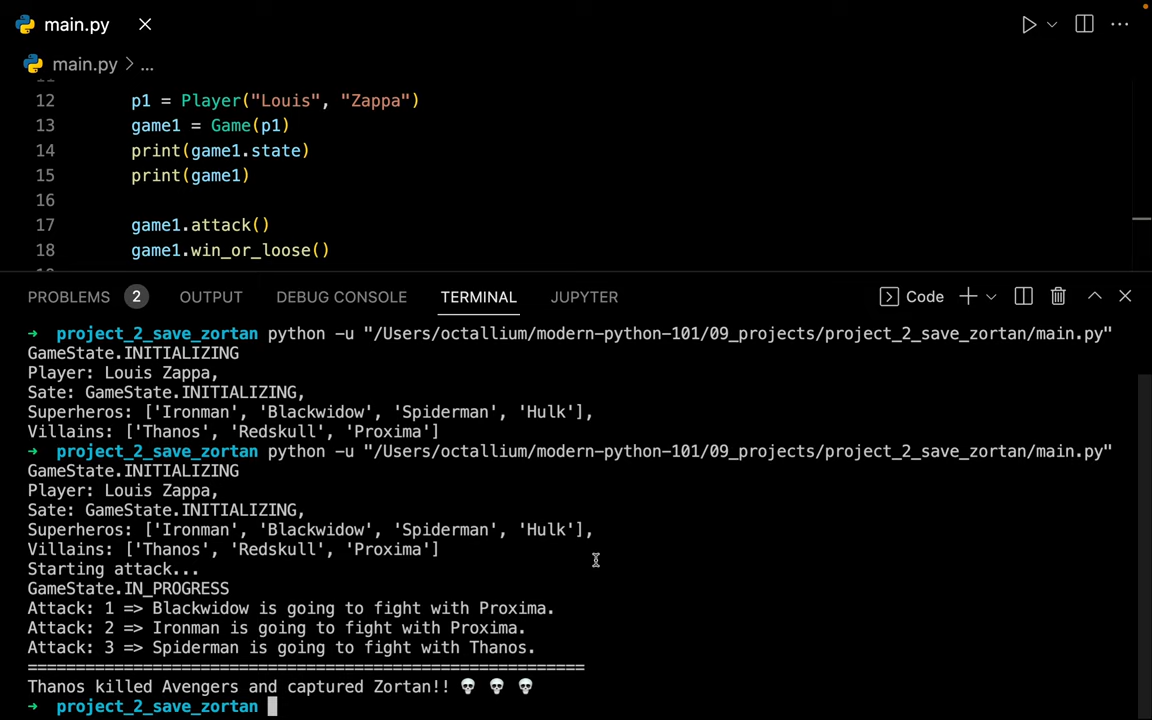 main.py
main.py > ...
11
12 p1 = Player("Louis", "Zappa")
13 game1 = Game(p1)
14 print(game1.state)
15 print(game1)
16
17 game1.attack()
18 game1.win_or_loose()
PROBLEMS 2 OUTPUT DEBUG CONSOLE TERMINAL JUPYTER Code
→ project_2_save_zortan python -u "/Users/octallium/modern-python-101/09_projects/project_2_save_zortan/main.py"
GameState.INITIALIZING
Player: Louis Zappa,
Sate: GameState.INITIALIZING,
Superheros: ['Ironman', 'Blackwidow', 'Spiderman', 'Hulk'],
Villains: ['Thanos', 'Redskull', 'Proxima']
→ project_2_save_zortan python -u "/Users/octallium/modern-python-101/09_projects/project_2_save_zortan/main.py"
GameState.INITIALIZING
Player: Louis Zappa,
Sate: GameState.INITIALIZING,
Superheros: ['Ironman', 'Blackwidow', 'Spiderman', 'Hulk'],
Villains: ['Thanos', 'Redskull', 'Proxima']
Starting attack...
GameState.IN_PROGRESS
Attack: 1 => Blackwidow is going to fight with Proxima.
Attack: 2 => Ironman is going to fight with Proxima.
Attack: 3 => Spiderman is going to fight with Thanos.
==========================================================
Thanos killed Avengers and captured Zortan!! 💀 💀 💀
→ project_2_save_zortan